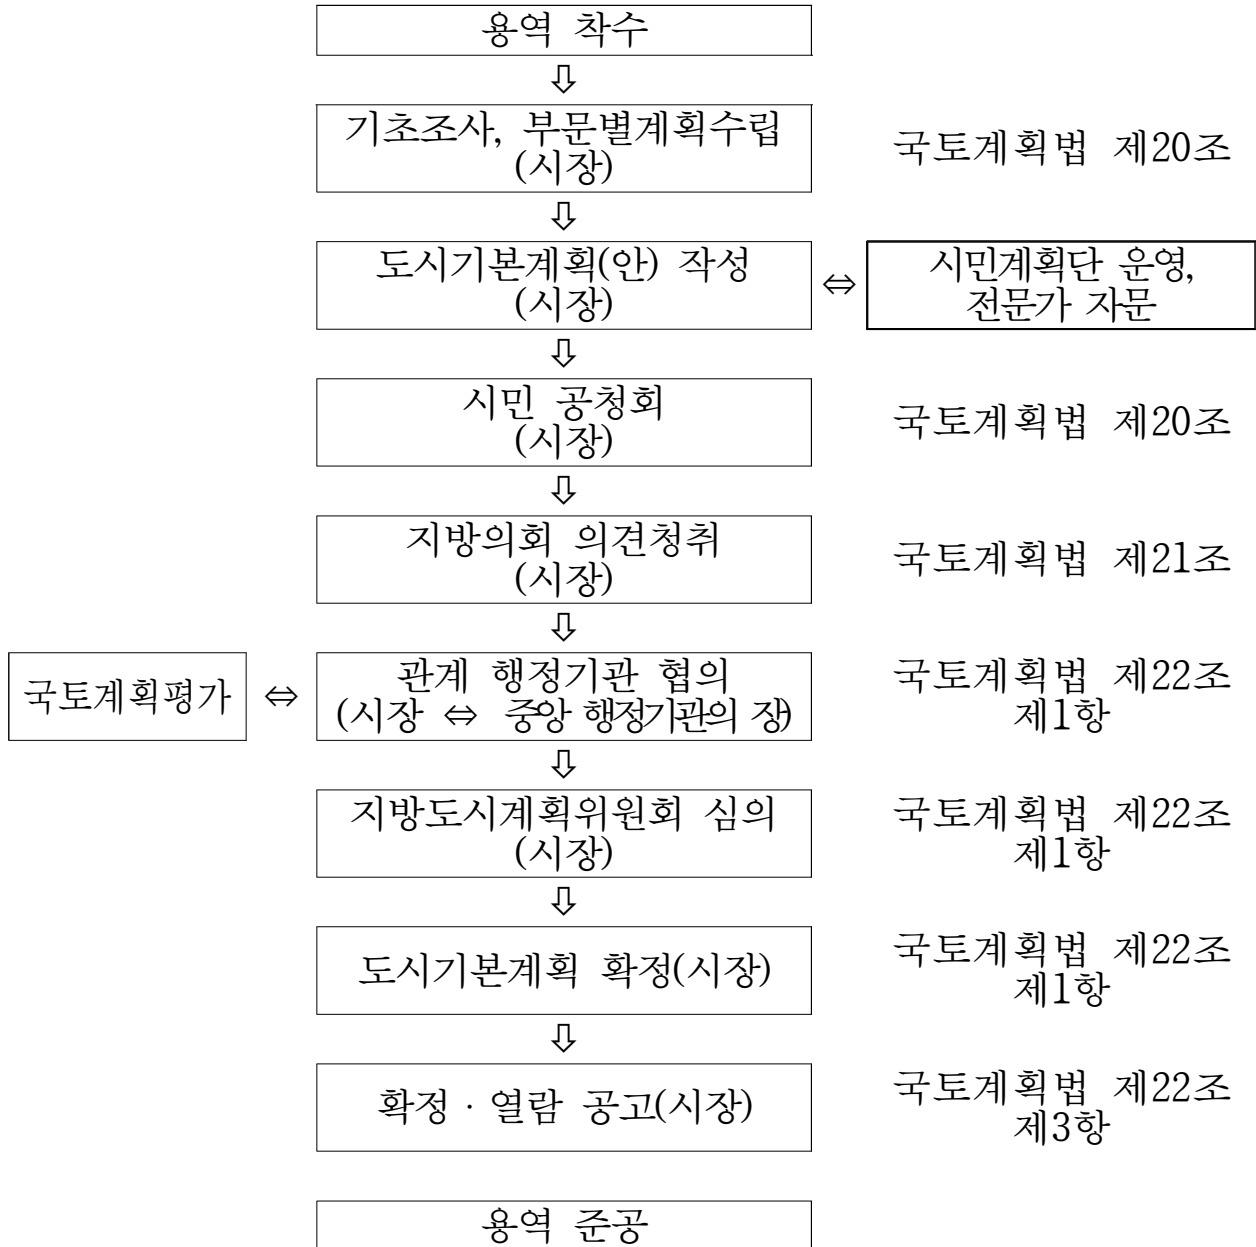 용역 착수
⇩
기초조사, 부문별계획수립
(시장)
국토계획법 제20조
⇩
도시기본계획(안) 작성
(시장)
⇔
시민계획단 운영,
전문가 자문
⇩
시민 공청회
(시장)
국토계획법 제20조
⇩
지방의회 의견청취
(시장)
국토계획법 제21조
⇩
국토계획평가
⇔
관계 행정기관 협의
(시장 ⇔ 중앙 행정기관의 장)
국토계획법 제22조
제1항
⇩
지방도시계획위원회 심의
(시장)
국토계획법 제22조
제1항
⇩
도시기본계획 확정(시장)
국토계획법 제22조
제1항
⇩
확정 · 열람 공고(시장)
국토계획법 제22조
제3항
용역 준공